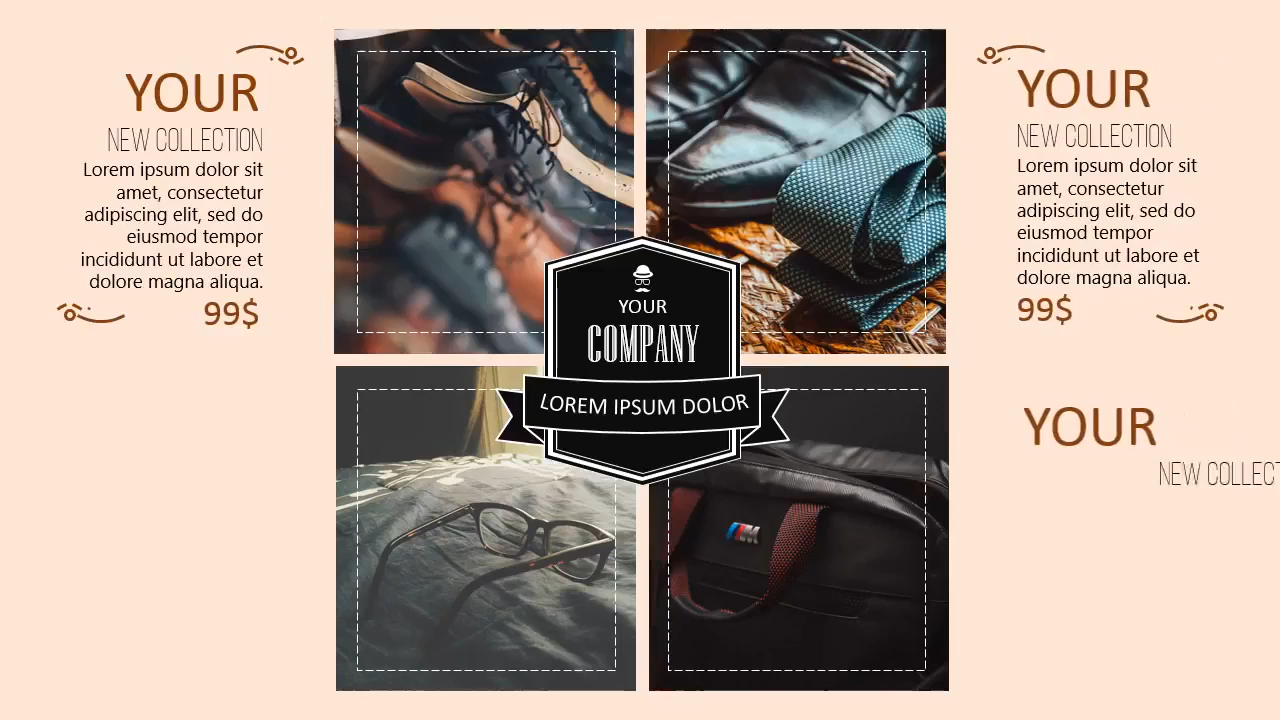 YOUR
NEW COLLECTION
Lorem ipsum dolor sit
amet, consectetur
adipiscing elit, sed do
eiusmod tempor
incididunt ut labore et
dolore magna aliqua.
99$
YOUR
COMPANY
LOREM IPSUM DOLOR
YOUR
NEW COLLECTION
Lorem ipsum dolor sit
amet, consectetur
adipiscing elit, sed do
eiusmod tempor
incididunt ut labore et
dolore magna aliqua.
99$
YOUR
NEW COLLECT
M